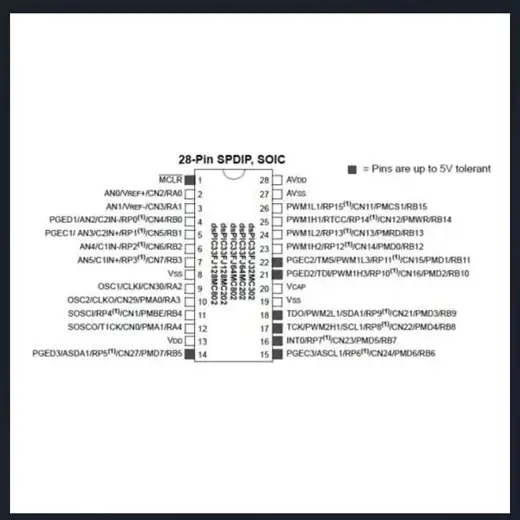 28-Pin SPDIP, SOIC
= Pins are up to 5V tolerant
MCLR 1 28 AVDD
AN0/VREF+/CN2/RA0 2 27 AVSS
AN1/VREF-/CN3/RA1 3 26 PWM1L1/RP15(1)/CN11/PMCS1/RB15
PGED1/AN2/C2IN-/RP0(1)/CN4/RB0 4 25 PWM1H1/RTCC/RP14(1)/CN12/PMWR/RB14
PGEC1/ AN3/C2IN+/RP1(1)/CN5/RB1 5 24 PWM1L2/RP13(1)/CN13/PMRD/RB13
AN4/C1IN-/RP2(1)/CN6/RB2 6 23 PWM1H2/RP12(1)/CN14/PMD0/RB12
AN5/C1IN+/RP3(1)/CN7/RB3 7 22 PGEC2/TMS/PWM1L3/RP11(1)/CN15/PMD1/RB11
VSS 8 21 PGED2/TDI/PWM1H3/RP10(1)/CN16/PMD2/RB10
OSC1/CLKI/CN30/RA2 9 20 VCAP
OSC2/CLKO/CN29/PMA0/RA3 10 19 VSS
SOSCI/RP4(1)/CN1/PMBE/RB4 11 18 TDO/PWM2L1/SDA1/RP9(1)/CN21/PMD3/RB9
SOSCO/T1CK/CN0/PMA1/RA4 12 17 TCK/PWM2H1/SCL1/RP8(1)/CN22/PMD4/RB8
VDD 13 16 INT0/RP7(1)/CN23/PMD5/RB7
PGED3/ASDA1/RP5(1)/CN27/PMD7/RB5 14 15 PGEC3/ASCL1/RP6(1)/CN24/PMD6/RB6
dsPIC33FJ32MC302
dsPIC33FJ64MC202
dsPIC33FJ64MC802
dsPIC33FJ128MC202
dsPIC33FJ128MC802